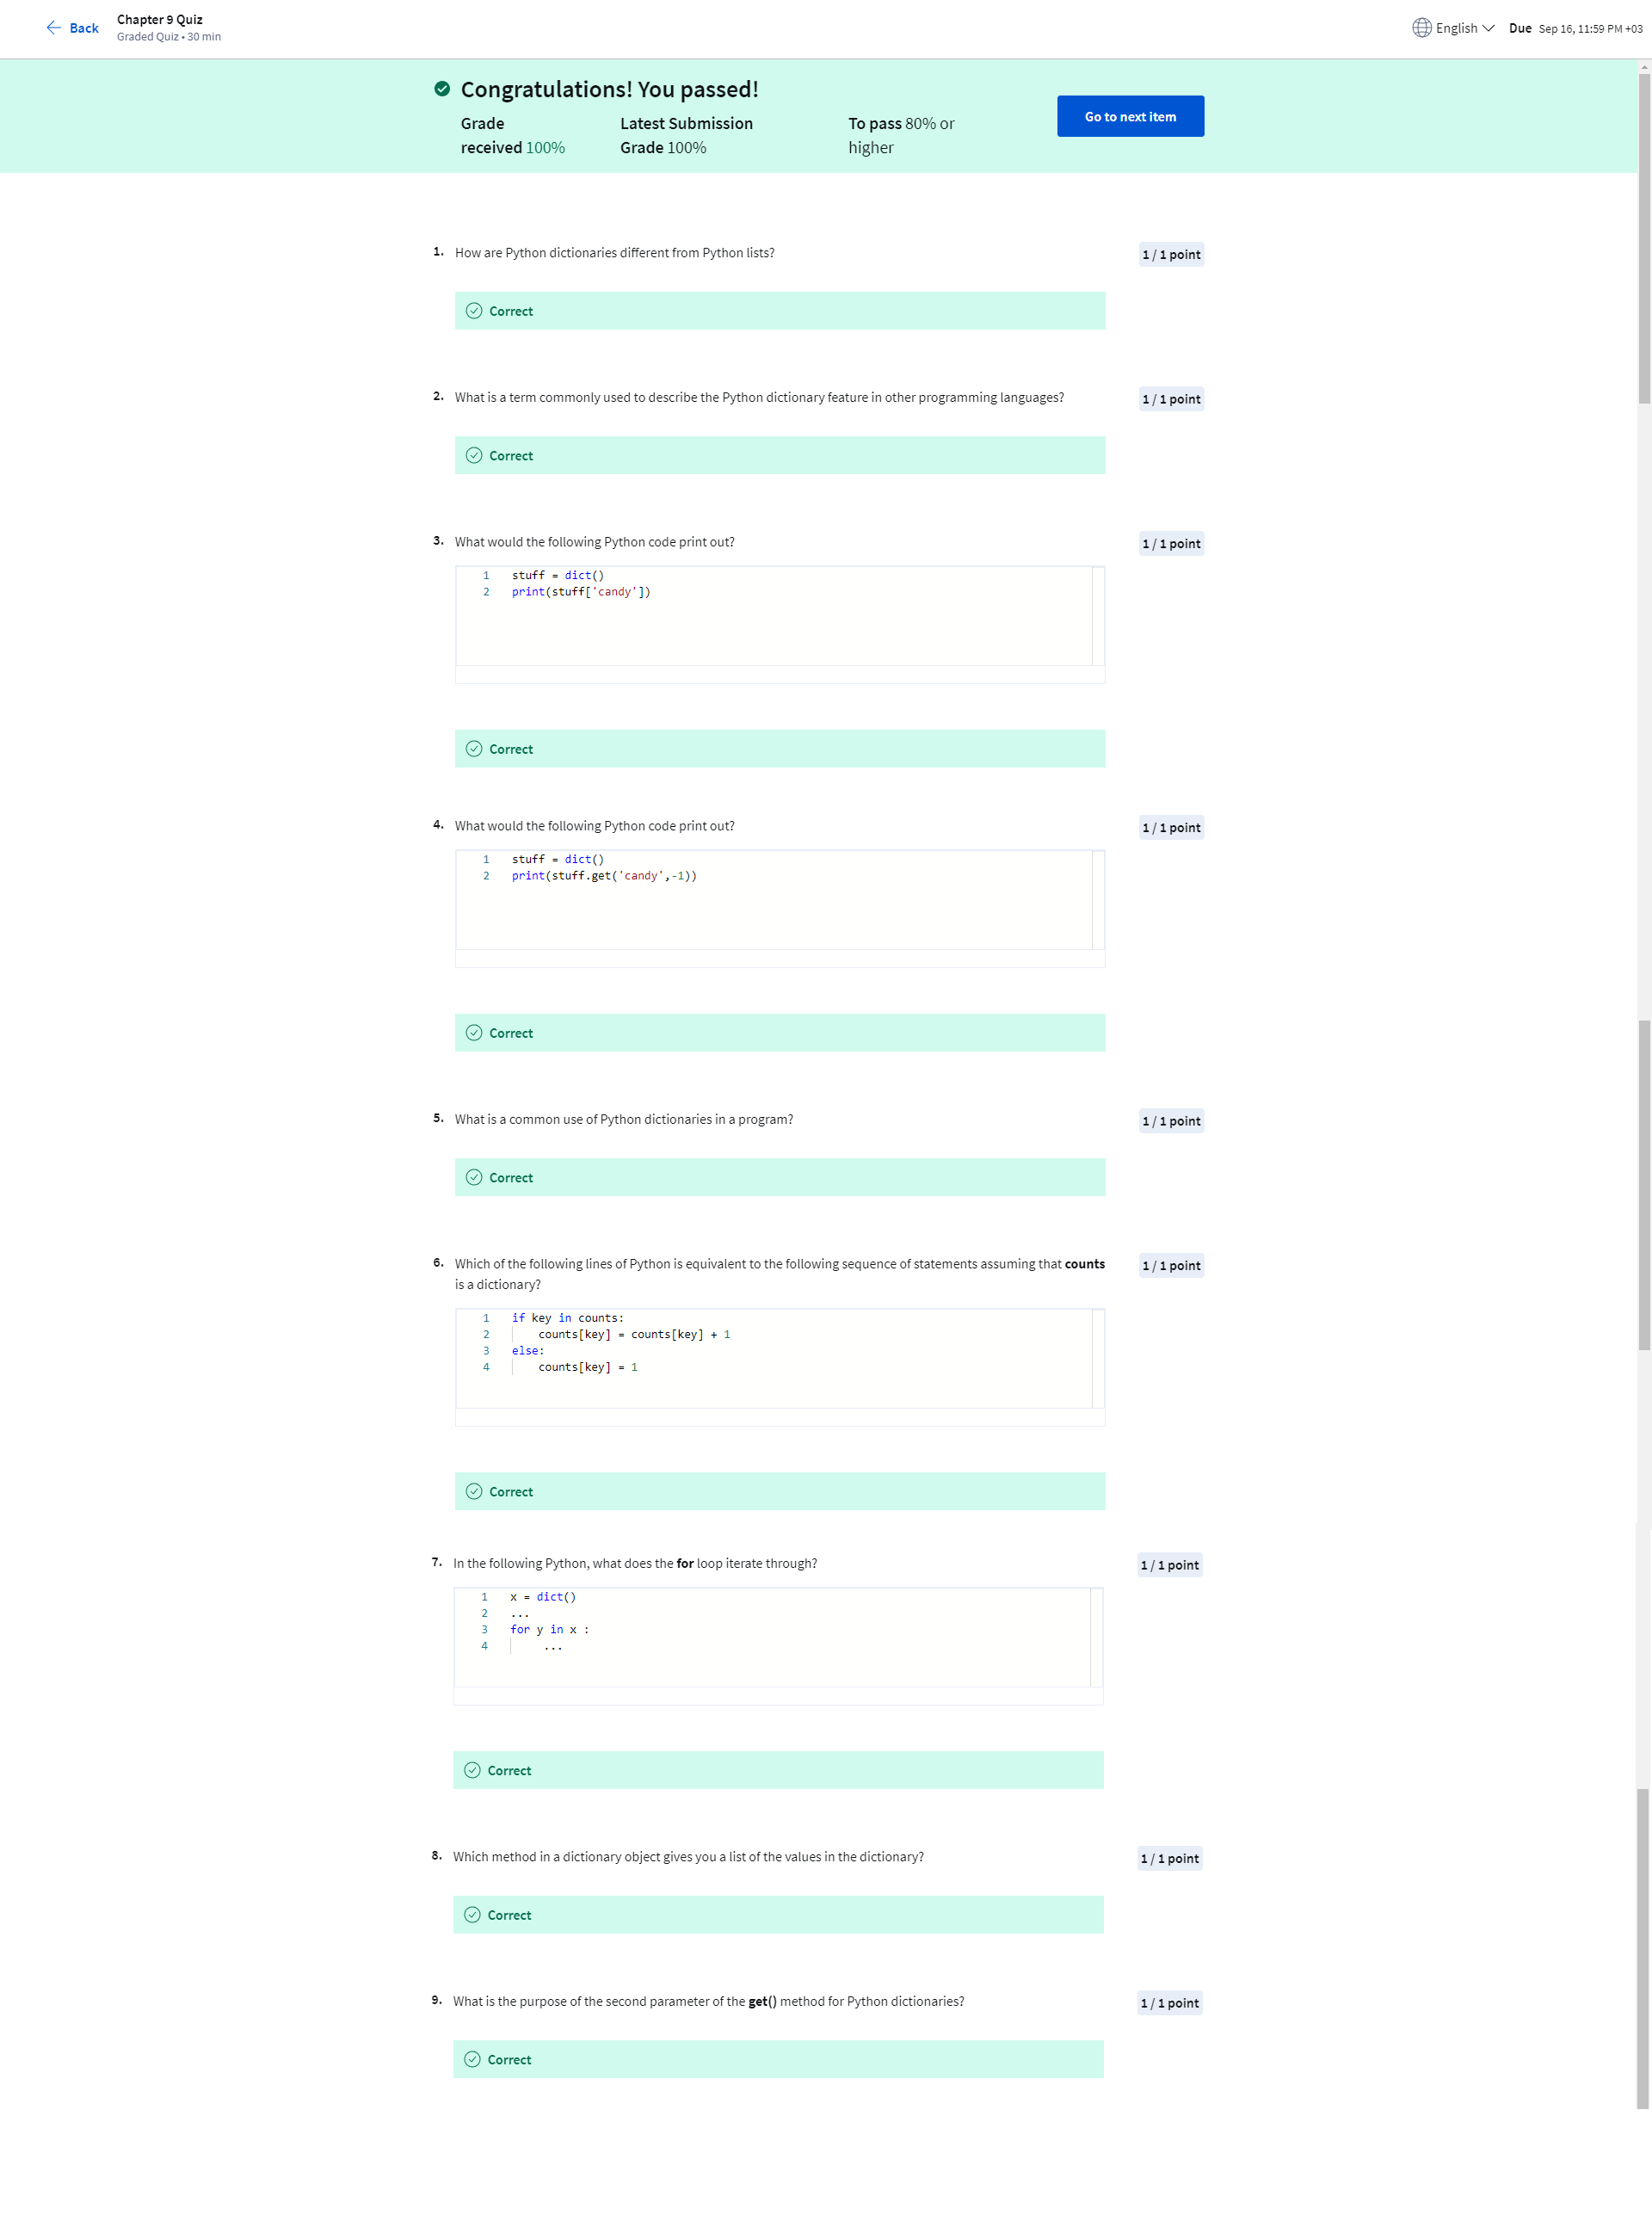 Back
Chapter 9 Quiz
Graded Quiz • 30 min
English
Due Sep 16, 11:59 PM +03
Congratulations! You passed!
Grade
received 100%
Latest Submission
Grade 100%
To pass 80% or
higher
Go to next item
1. How are Python dictionaries different from Python lists?
1 / 1 point
Correct
2. What is a term commonly used to describe the Python dictionary feature in other programming languages?
1 / 1 point
Correct
3. What would the following Python code print out?
1 / 1 point
1 stuff = dict()
2 print(stuff['candy'])
Correct
4. What would the following Python code print out?
1 / 1 point
1 stuff = dict()
2 print(stuff.get('candy',-1))
Correct
5. What is a common use of Python dictionaries in a program?
1 / 1 point
Correct
6. Which of the following lines of Python is equivalent to the following sequence of statements assuming that counts
is a dictionary?
1 / 1 point
1 if key in counts:
2     counts[key] = counts[key] + 1
3 else:
4     counts[key] = 1
Correct
7. In the following Python, what does the for loop iterate through?
1 / 1 point
1 x = dict()
2 ...
3 for y in x :
4      ...
Correct
8. Which method in a dictionary object gives you a list of the values in the dictionary?
1 / 1 point
Correct
9. What is the purpose of the second parameter of the get() method for Python dictionaries?
1 / 1 point
Correct